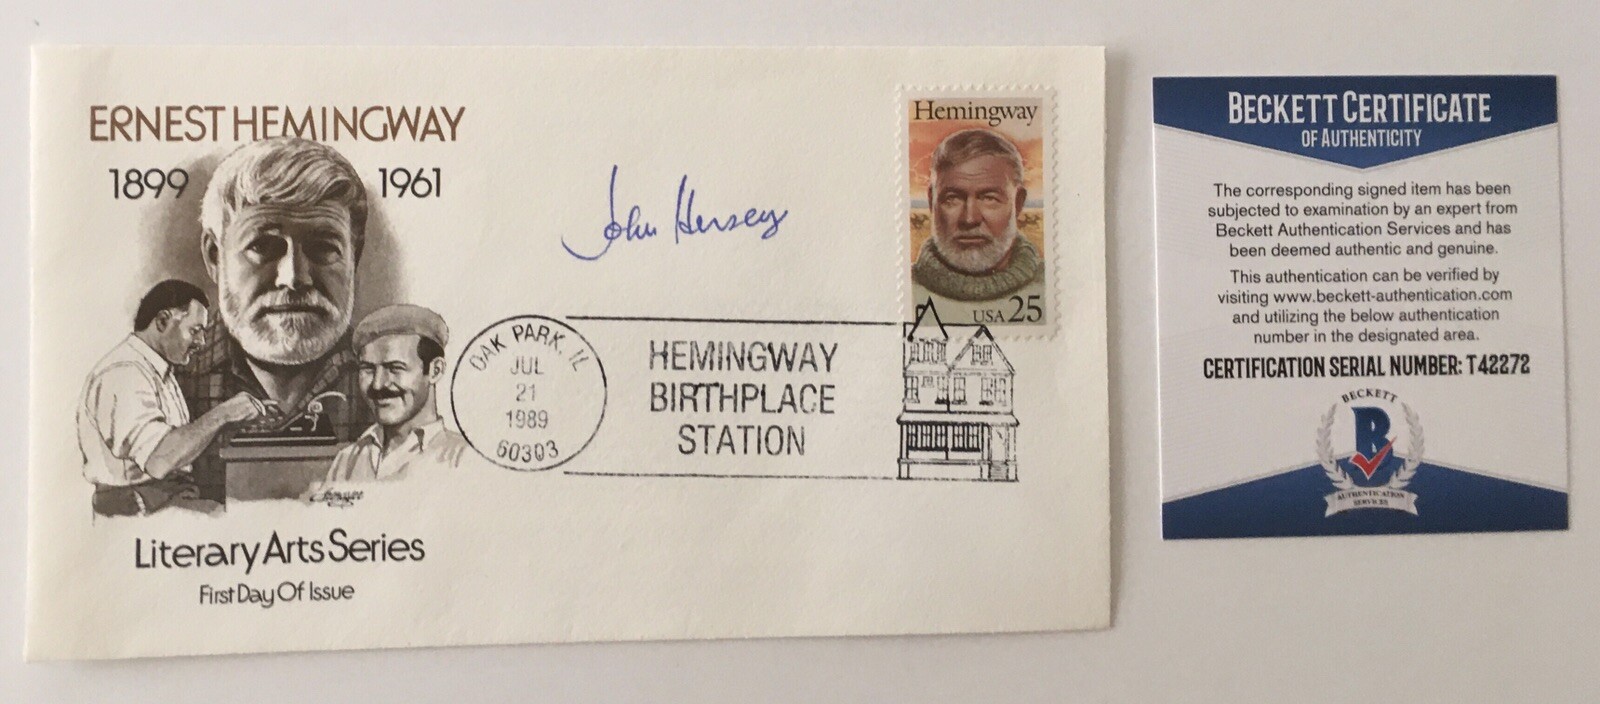 ERNEST HEMINGWAY
1899 1961
Literary Arts Series
First Day Of Issue
John Hersey
OAK PARK, IL
JUL
21
1989
60303
HEMINGWAY
BIRTHPLACE
STATION
Hemingway
USA 25
BECKETT CERTIFICATE
OF AUTHENTICITY
The corresponding signed item has been
subjected to examination by an expert from
Beckett Authentication Services and has
been deemed authentic and genuine.
This authentication can be verified by
visiting www.beckett-authentication.com
and utilizing the below authentication
number in the designated area.
CERTIFICATION SERIAL NUMBER: T42272
BECKETT
B
AUTHENTICATION
SERVICES